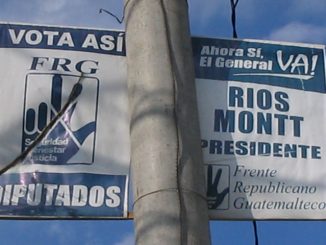 VOTA ASÍ
FRG
Seguridad
Bienestar
Justicia
DIPUTADOS
Ahora Sí,
El General VA!
RIOS
MONTT
PRESIDENTE
Frente
Republicano
Guatemalteco